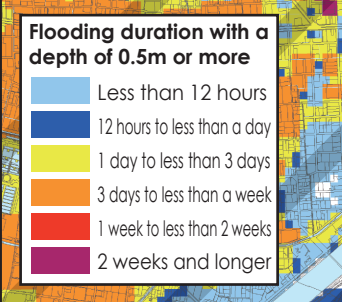 Flooding duration with a
depth of 0.5m or more
Less than 12 hours
12 hours to less than a day
1 day to less than 3 days
3 days to less than a week
1 week to less than 2 weeks
2 weeks and longer